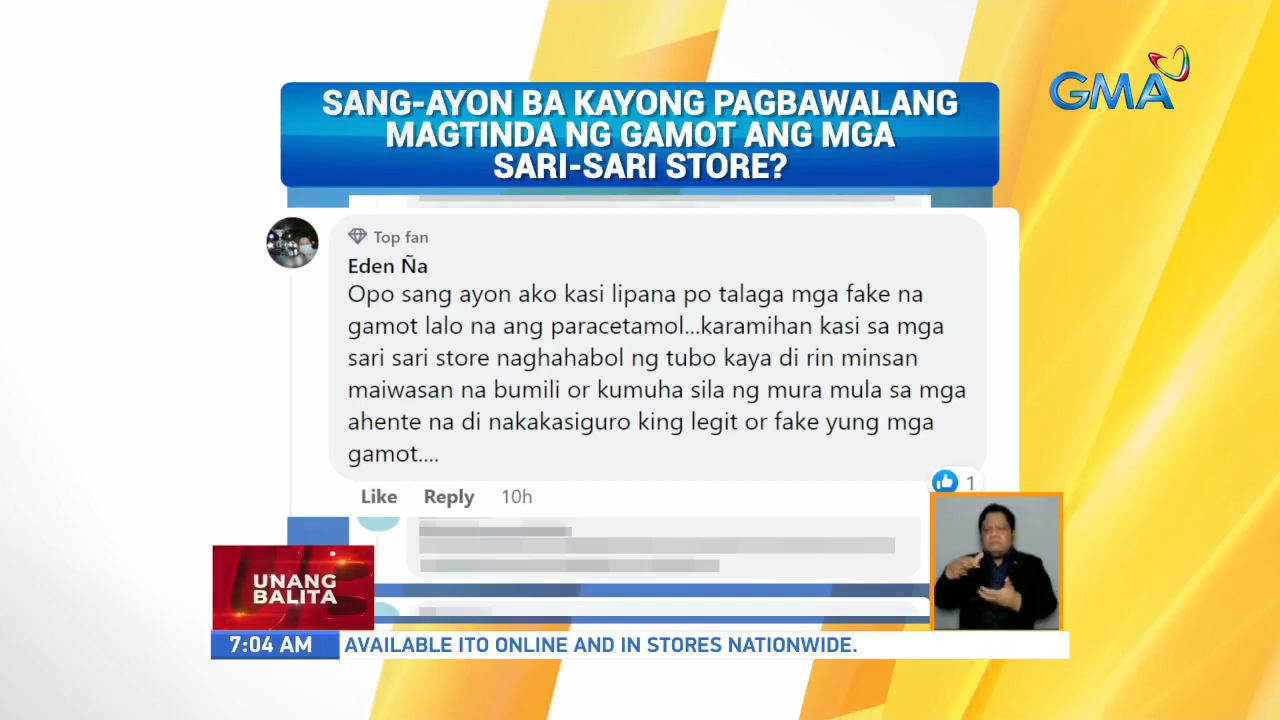 GMA
SANG-AYON BA KAYONG PAGBAWALANG
MAGTINDA NG GAMOT ANG MGA
SARI-SARI STORE?
Top fan
Eden Ña
Opo sang ayon ako kasi lipana po talaga mga fake na
gamot lalo na ang paracetamol...karamihan kasi sa mga
sari sari store naghahabol ng tubo kaya di rin minsan
maiwasan na bumili or kumuha sila ng mura mula sa mga
ahente na di nakakasiguro king legit or fake yung mga
gamot....
Like Reply 10h
1
UNANG
BALITA
7:04 AM AVAILABLE ITO ONLINE AND IN STORES NATIONWIDE.